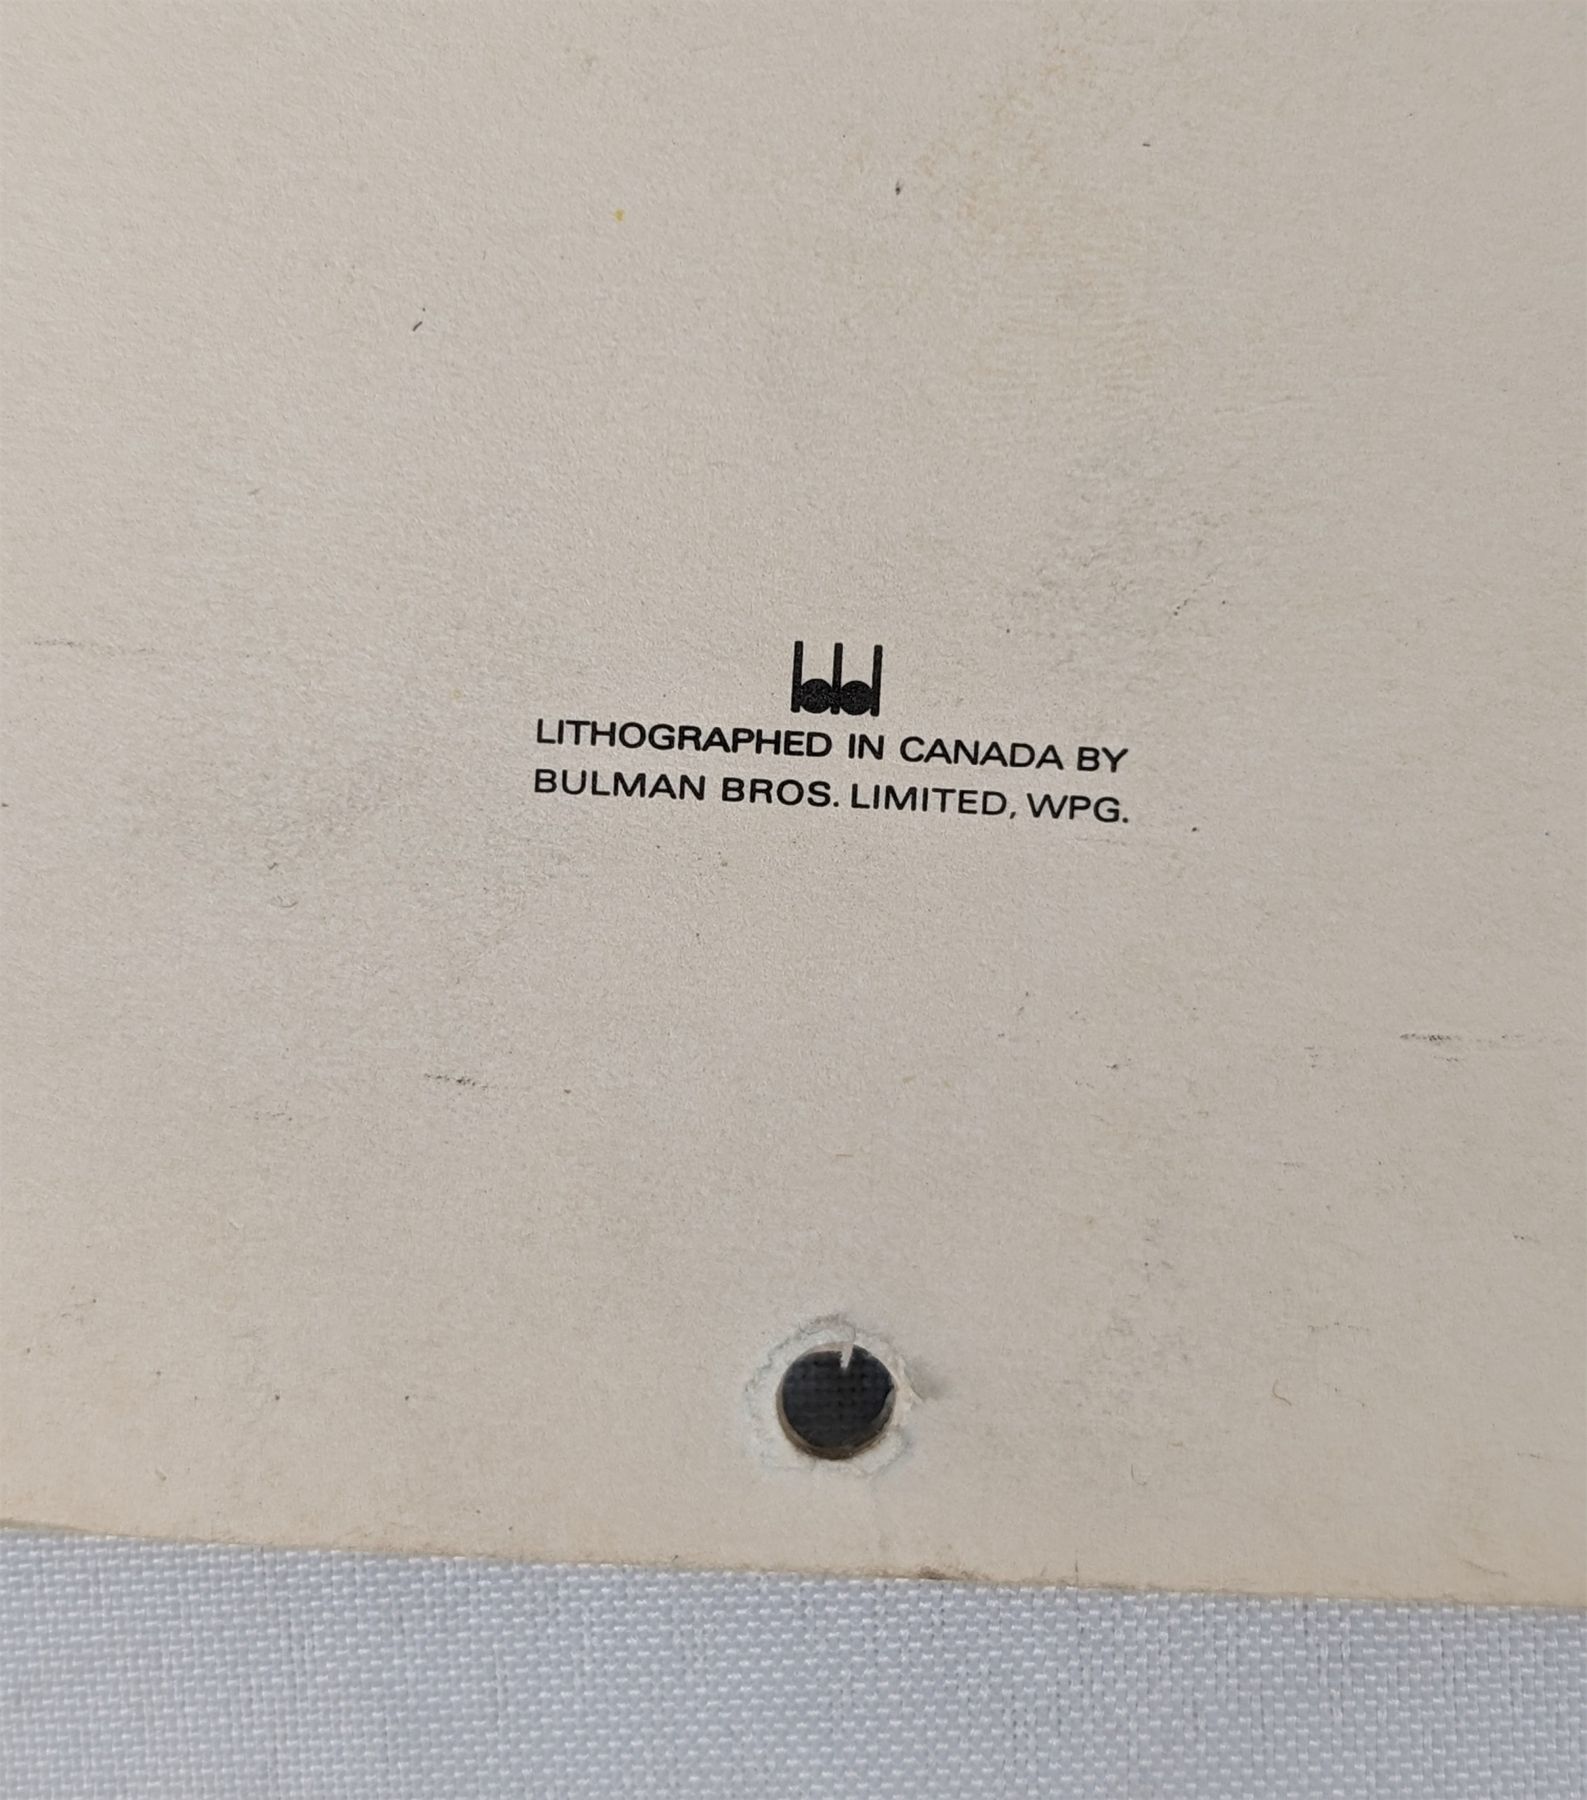 LITHOGRAPHED IN CANADA BY
BULMAN BROS. LIMITED, WPG.